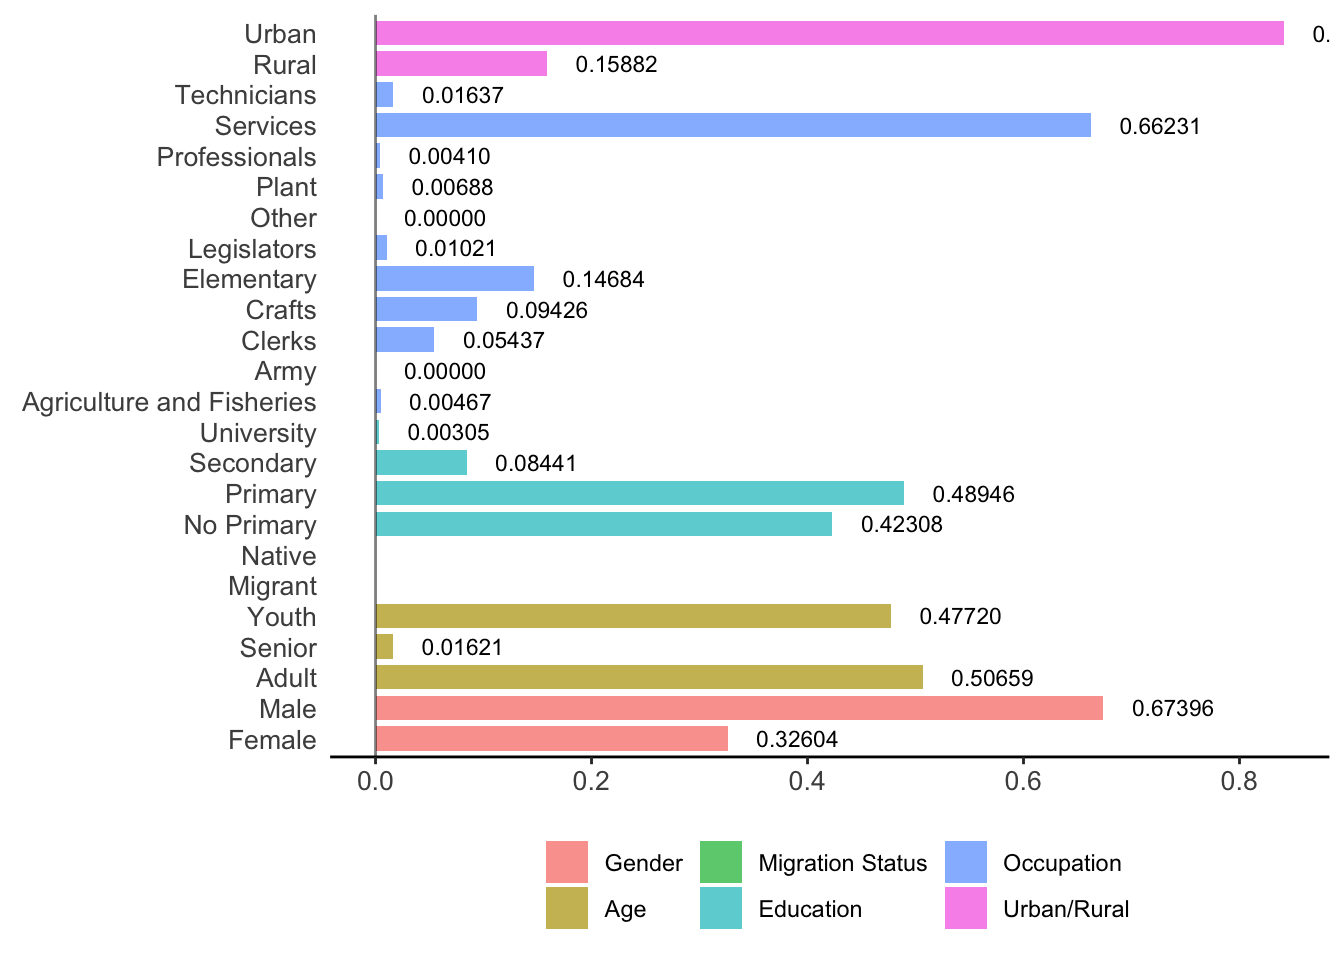 Urban 0.
Rural 0.15882
Technicians 0.01637
Services 0.66231
Professionals 0.00410
Plant 0.00688
Other 0.00000
Legislators 0.01021
Elementary 0.14684
Crafts 0.09426
Clerks 0.05437
Army 0.00000
Agriculture and Fisheries 0.00467
University 0.00305
Secondary 0.08441
Primary 0.48946
No Primary 0.42308
Native
Migrant
Youth 0.47720
Senior 0.01621
Adult 0.50659
Male 0.67396
Female 0.32604
0.0 0.2 0.4 0.6 0.8
Gender Migration Status Occupation
Age Education Urban/Rural